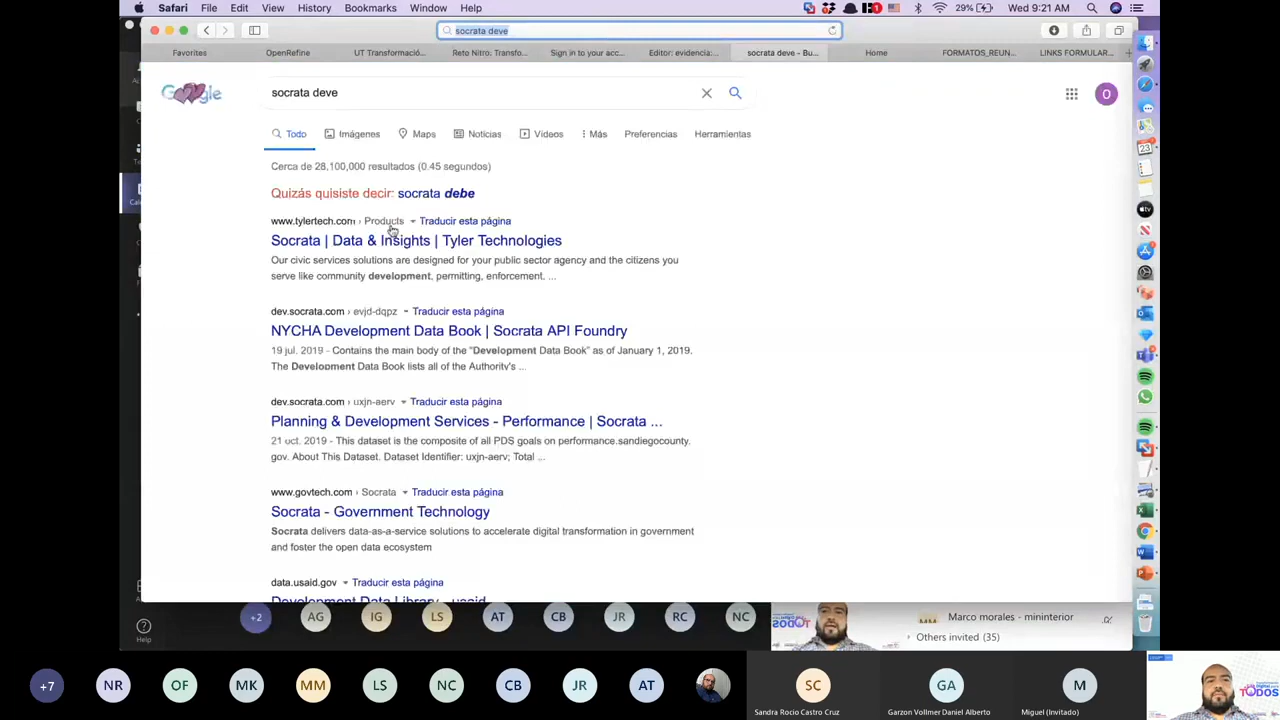 Safari File Edit View History Bookmarks Window Help 1 29% Wed 9:21 AM
socrata deve
Favorites OpenRefine UT Transformació... Reto Nitro: Transfo... Sign in to your acc... Editor: evidencia:... socrata deve - Bu... Home FORMATOS_REUN... LINKS FORMULAR...
Google
socrata deve
O
Todo Imágenes Maps Noticias Videos Más Preferencias Herramientas
Cerca de 28,100,000 resultados (0.45 segundos)
Quizás quisiste decir: socrata debe
www.tylertech.com › Products Traducir esta página
Socrata | Data & Insights | Tyler Technologies
Our civic services solutions are designed for your public sector agency and the citizens you
serve like community development, permitting, enforcement. ...
dev.socrata.com › evjd-dqpz Traducir esta página
NYCHA Development Data Book | Socrata API Foundry
19 jul. 2019 - Contains the main body of the "Development Data Book" as of January 1, 2019.
The Development Data Book lists all of the Authority's ...
dev.socrata.com › uxjn-aerv Traducir esta página
Planning & Development Services - Performance | Socrata ...
21 oct. 2019 - This dataset is the composite of all PDS goals on performance.sandiegocounty.
gov. About This Dataset. Dataset Identifier: uxjn-aerv; Total ...
www.govtech.com › Socrata Traducir esta página
Socrata - Government Technology
Socrata delivers data-as-a-service solutions to accelerate digital transformation in government
and foster the open data ecosystem
data.usaid.gov Traducir esta página
Development Data Library - usaid
+2 AG IG LS AT CB JR RC NC
Marco morales - mininterior
Others invited (35)
Help
+7 NR OF MK MM LS NC CB JR AT SC GA M
TODOS
Sandra Rocio Castro Cruz Garzon Vollmer Daniel Alberto Miguel (Invitado)